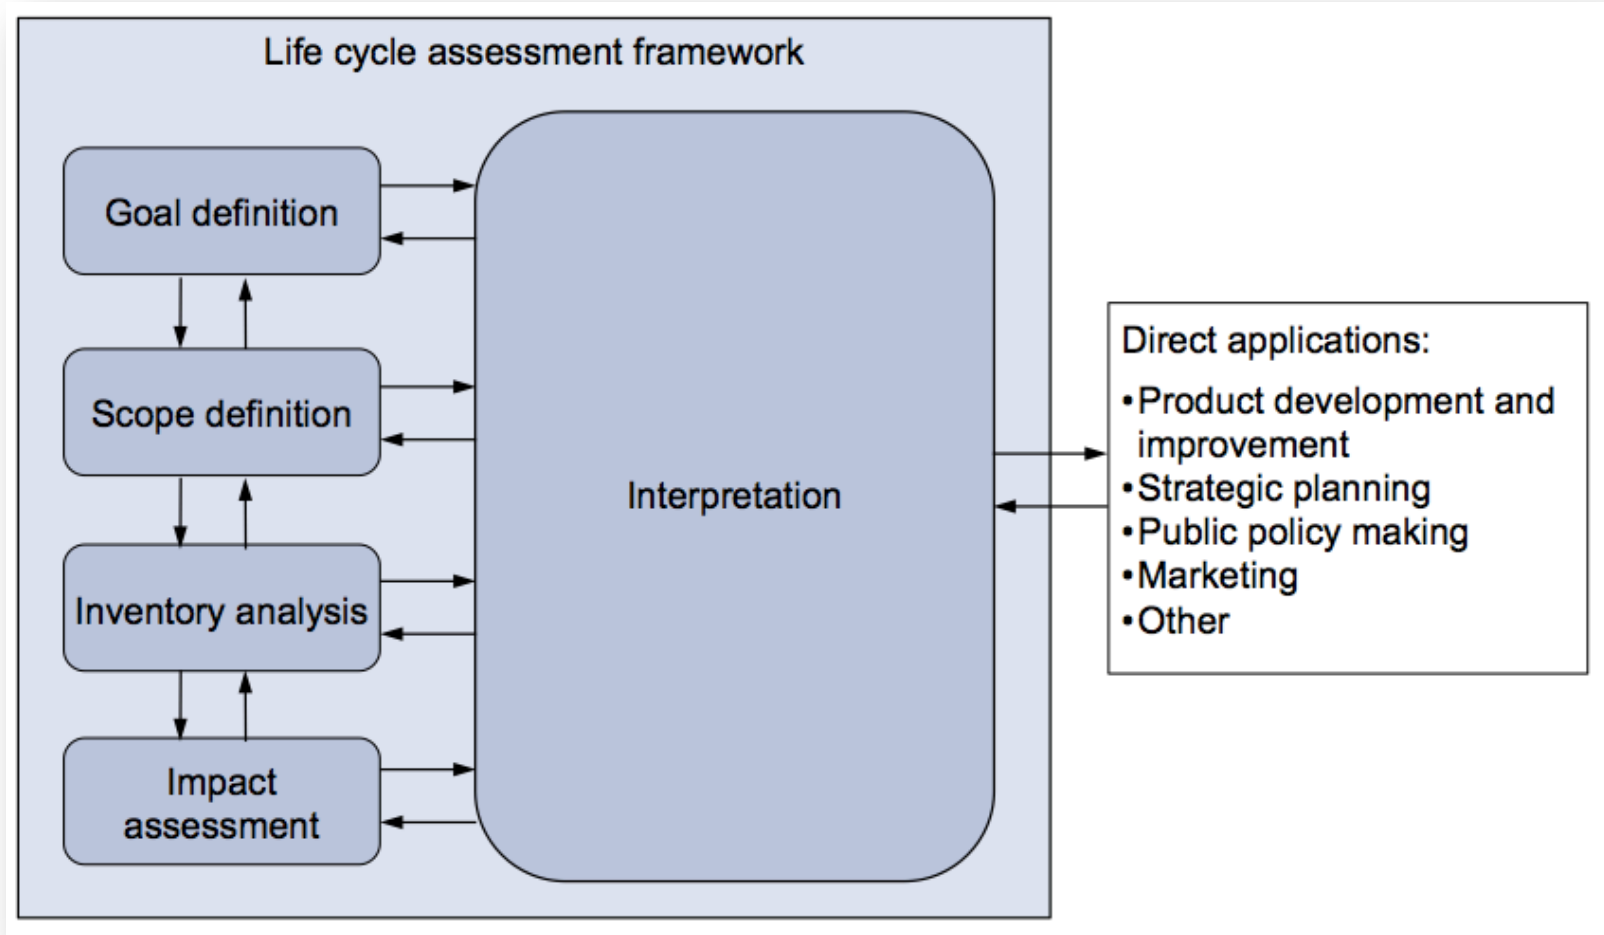 Life cycle assessment framework
Goal definition
Scope definition
Inventory analysis
Impact
assessment
Interpretation
Direct applications:
•Product development and
improvement
•Strategic planning
•Public policy making
•Marketing
•Other